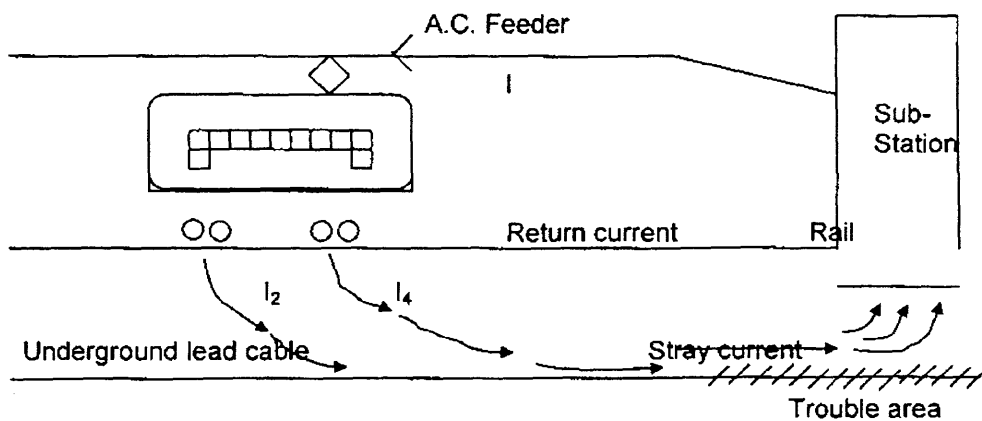 A.C. Feeder
I
Sub-
Station
Return current
Rail
I₂
I₄
Underground lead cable
Stray current
Trouble area